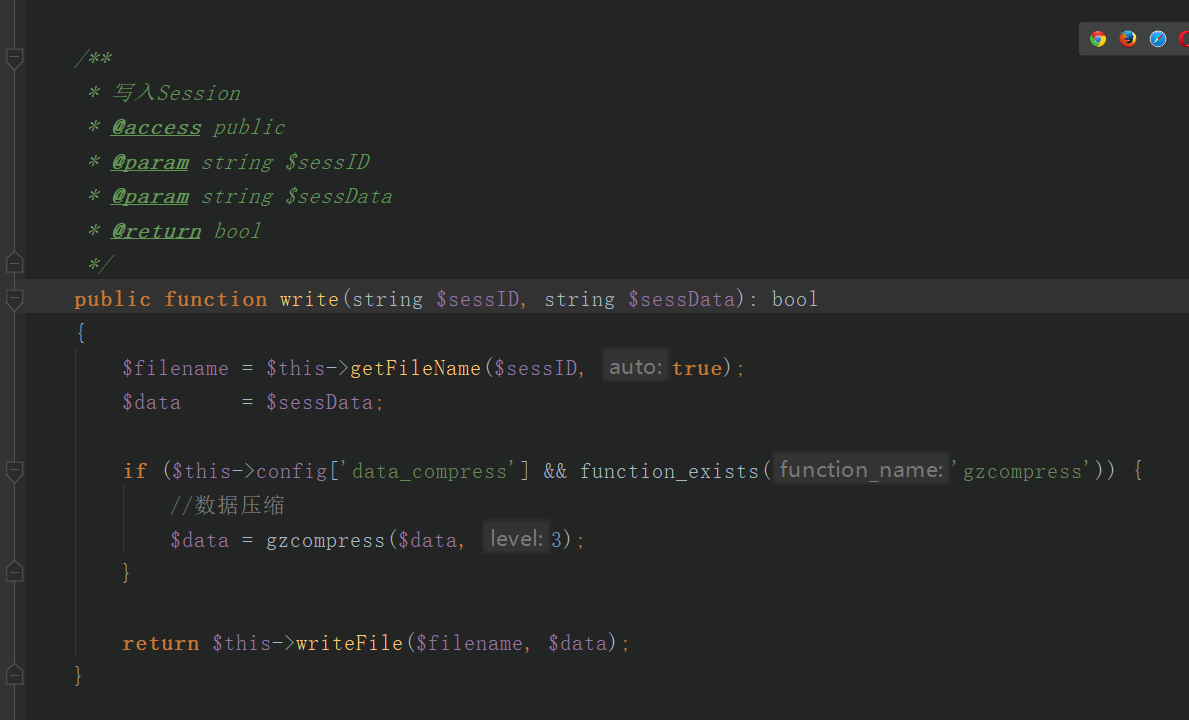 /**
* 写入Session
* @access public
* @param string $sessID
* @param string $sessData
* @return bool
*/
public function write(string $sessID, string $sessData): bool
{
$filename = $this->getFileName($sessID, auto: true);
$data = $sessData;
if ($this->config['data_compress'] && function_exists(function_name: 'gzcompress')) {
//数据压缩
$data = gzcompress($data, level: 3);
}
return $this->writeFile($filename, $data);
}